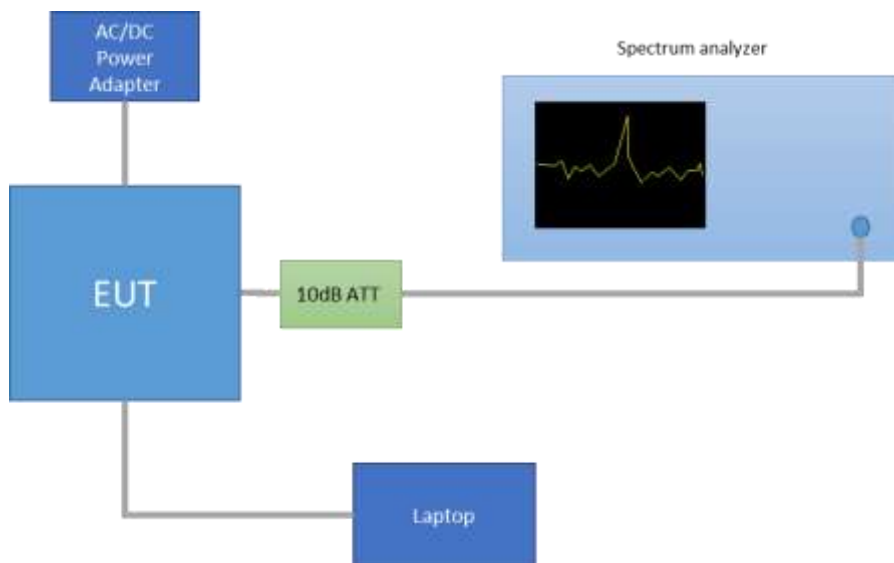 AC/DC
Power
Adapter
Spectrum analyzer
EUT
10dB ATT
Laptop